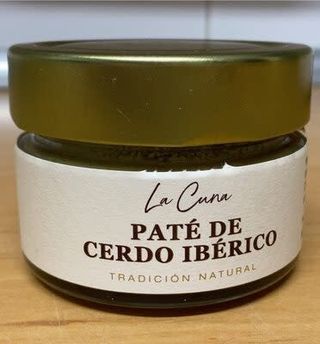 La Cuna
PATÉ DE
CERDO IBÉRICO
TRADICIÓN NATURAL